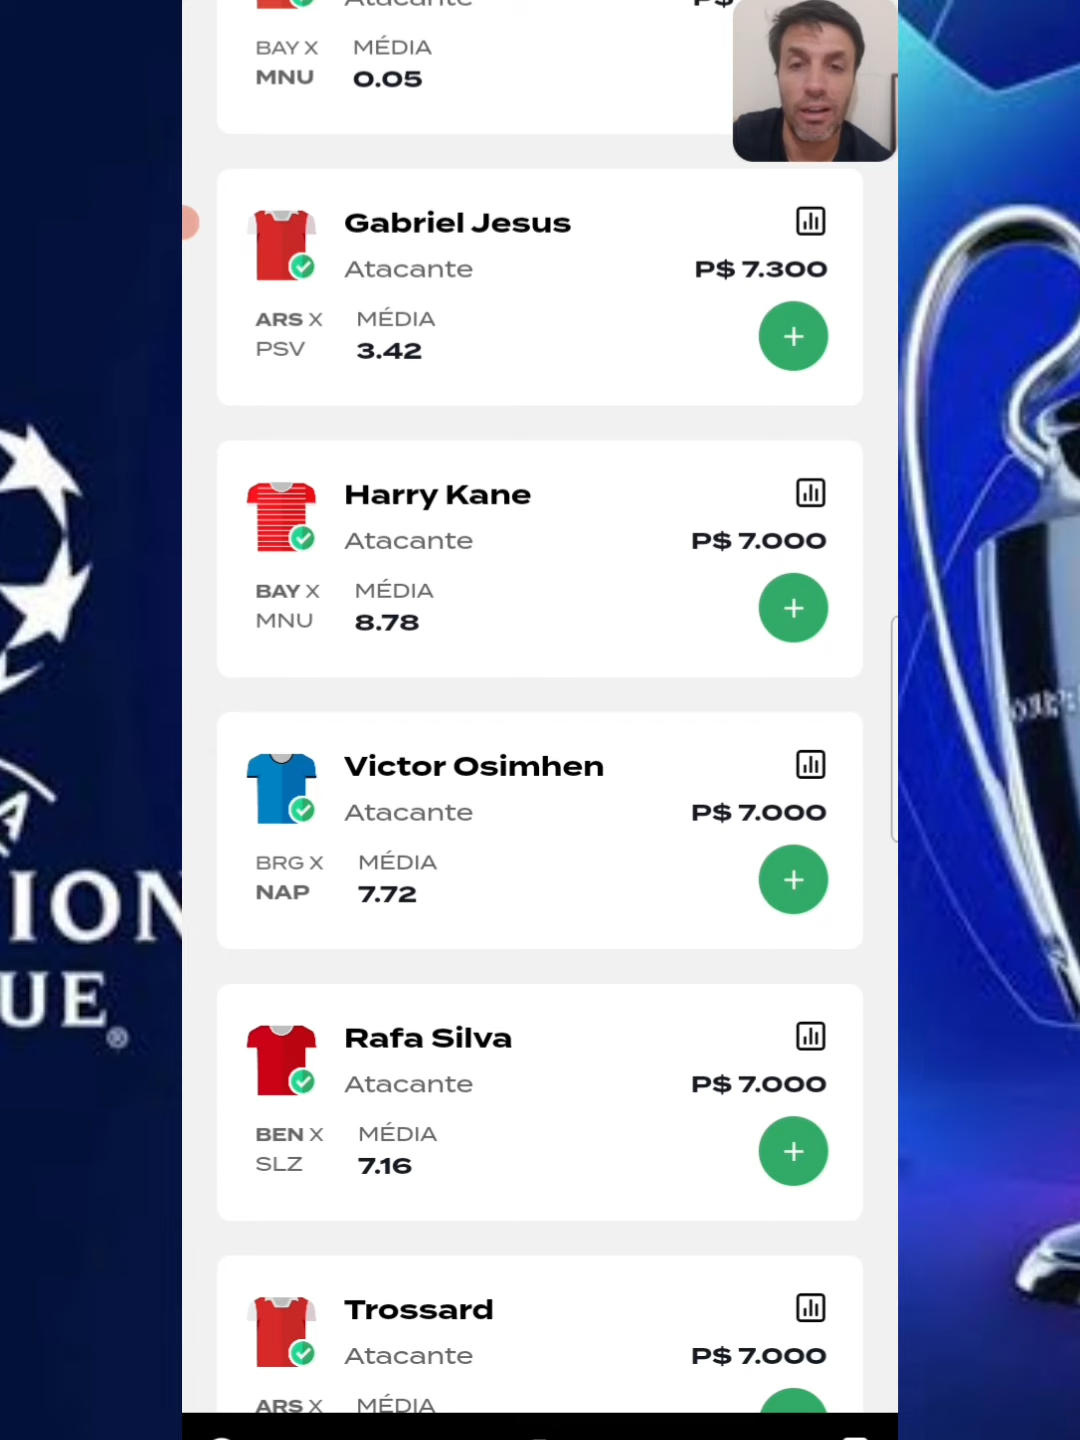 Atacante
P$
BAY X
MÉDIA
MNU
0.05
Gabriel Jesus
Atacante
P$ 7.300
ARS X
MÉDIA
PSV
3.42
+
Harry Kane
Atacante
P$ 7.000
BAY X
MÉDIA
MNU
8.78
+
Victor Osimhen
Atacante
P$ 7.000
BRG X
MÉDIA
NAP
7.72
+
Rafa Silva
Atacante
P$ 7.000
BEN X
MÉDIA
SLZ
7.16
+
Trossard
Atacante
P$ 7.000
ARS X
MÉDIA
A
ION
UE®